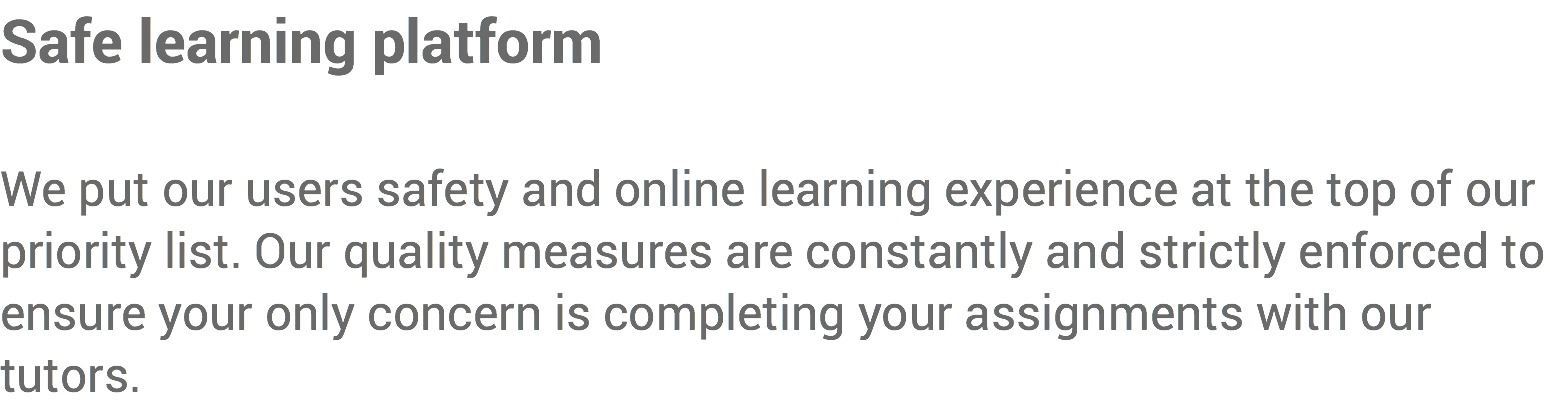 Safe learning platform
We put our users safety and online learning experience at the top of our
priority list. Our quality measures are constantly and strictly enforced to
ensure your only concern is completing your assignments with our
tutors.